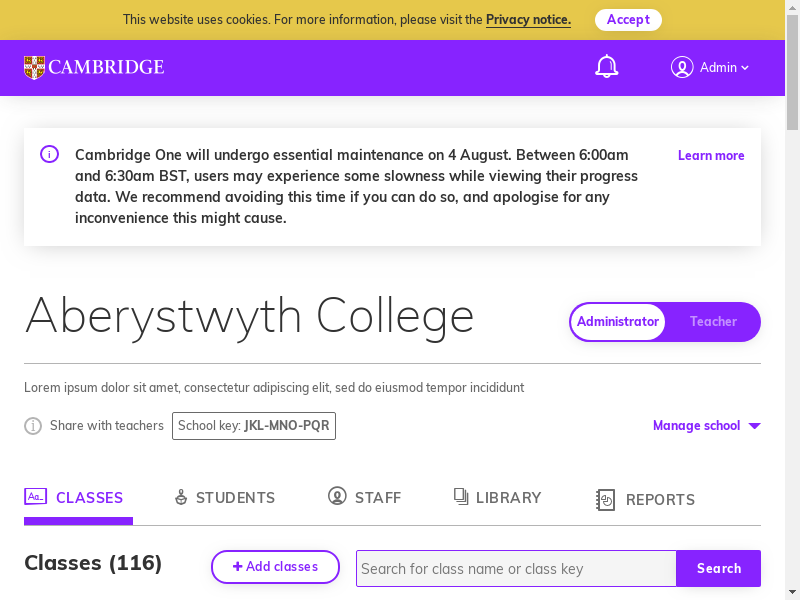 This website uses cookies. For more information, please visit the Privacy notice. Accept
CAMBRIDGE
Admin
Cambridge One will undergo essential maintenance on 4 August. Between 6:00am Learn more
and 6:30am BST, users may experience some slowness while viewing their progress
data. We recommend avoiding this time if you can do so, and apologise for any
inconvenience this might cause.
Aberystwyth College
Administrator Teacher
Lorem ipsum dolor sit amet, consectetur adipiscing elit, sed do eiusmod tempor incididunt
Share with teachers School key: JKL-MNO-PQR Manage school
Aa CLASSES STUDENTS STAFF LIBRARY REPORTS
Classes (116) + Add classes Search for class name or class key Search